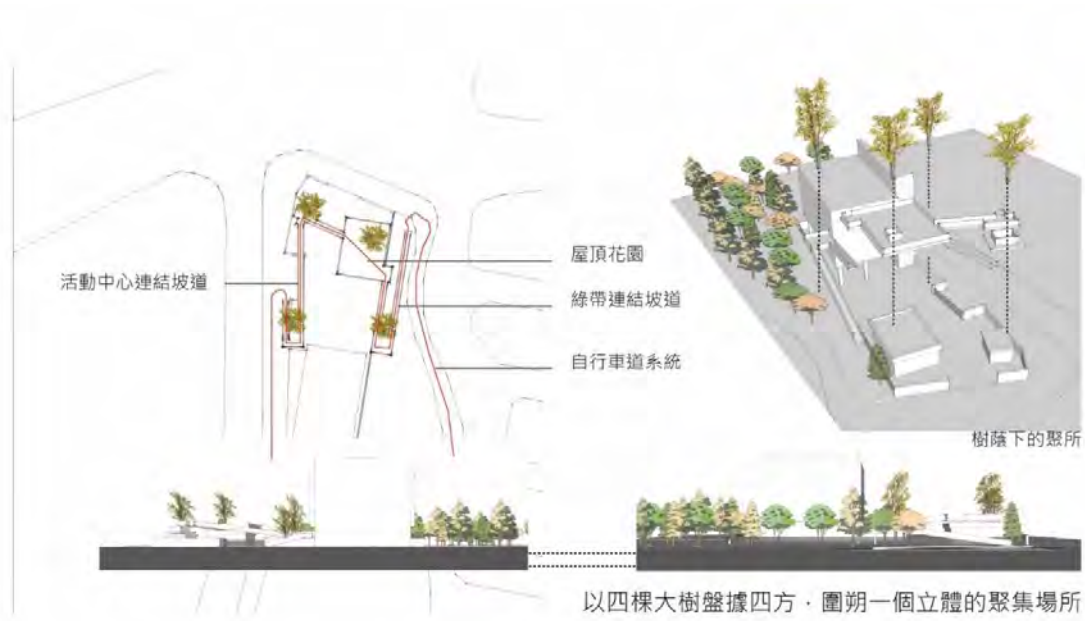 活動中心連結坡道
屋頂花園
綠帶連結坡道
自行車道系統
樹蔭下的聚所
以四棵大樹盤據四方．圍朔一個立體的聚集場所